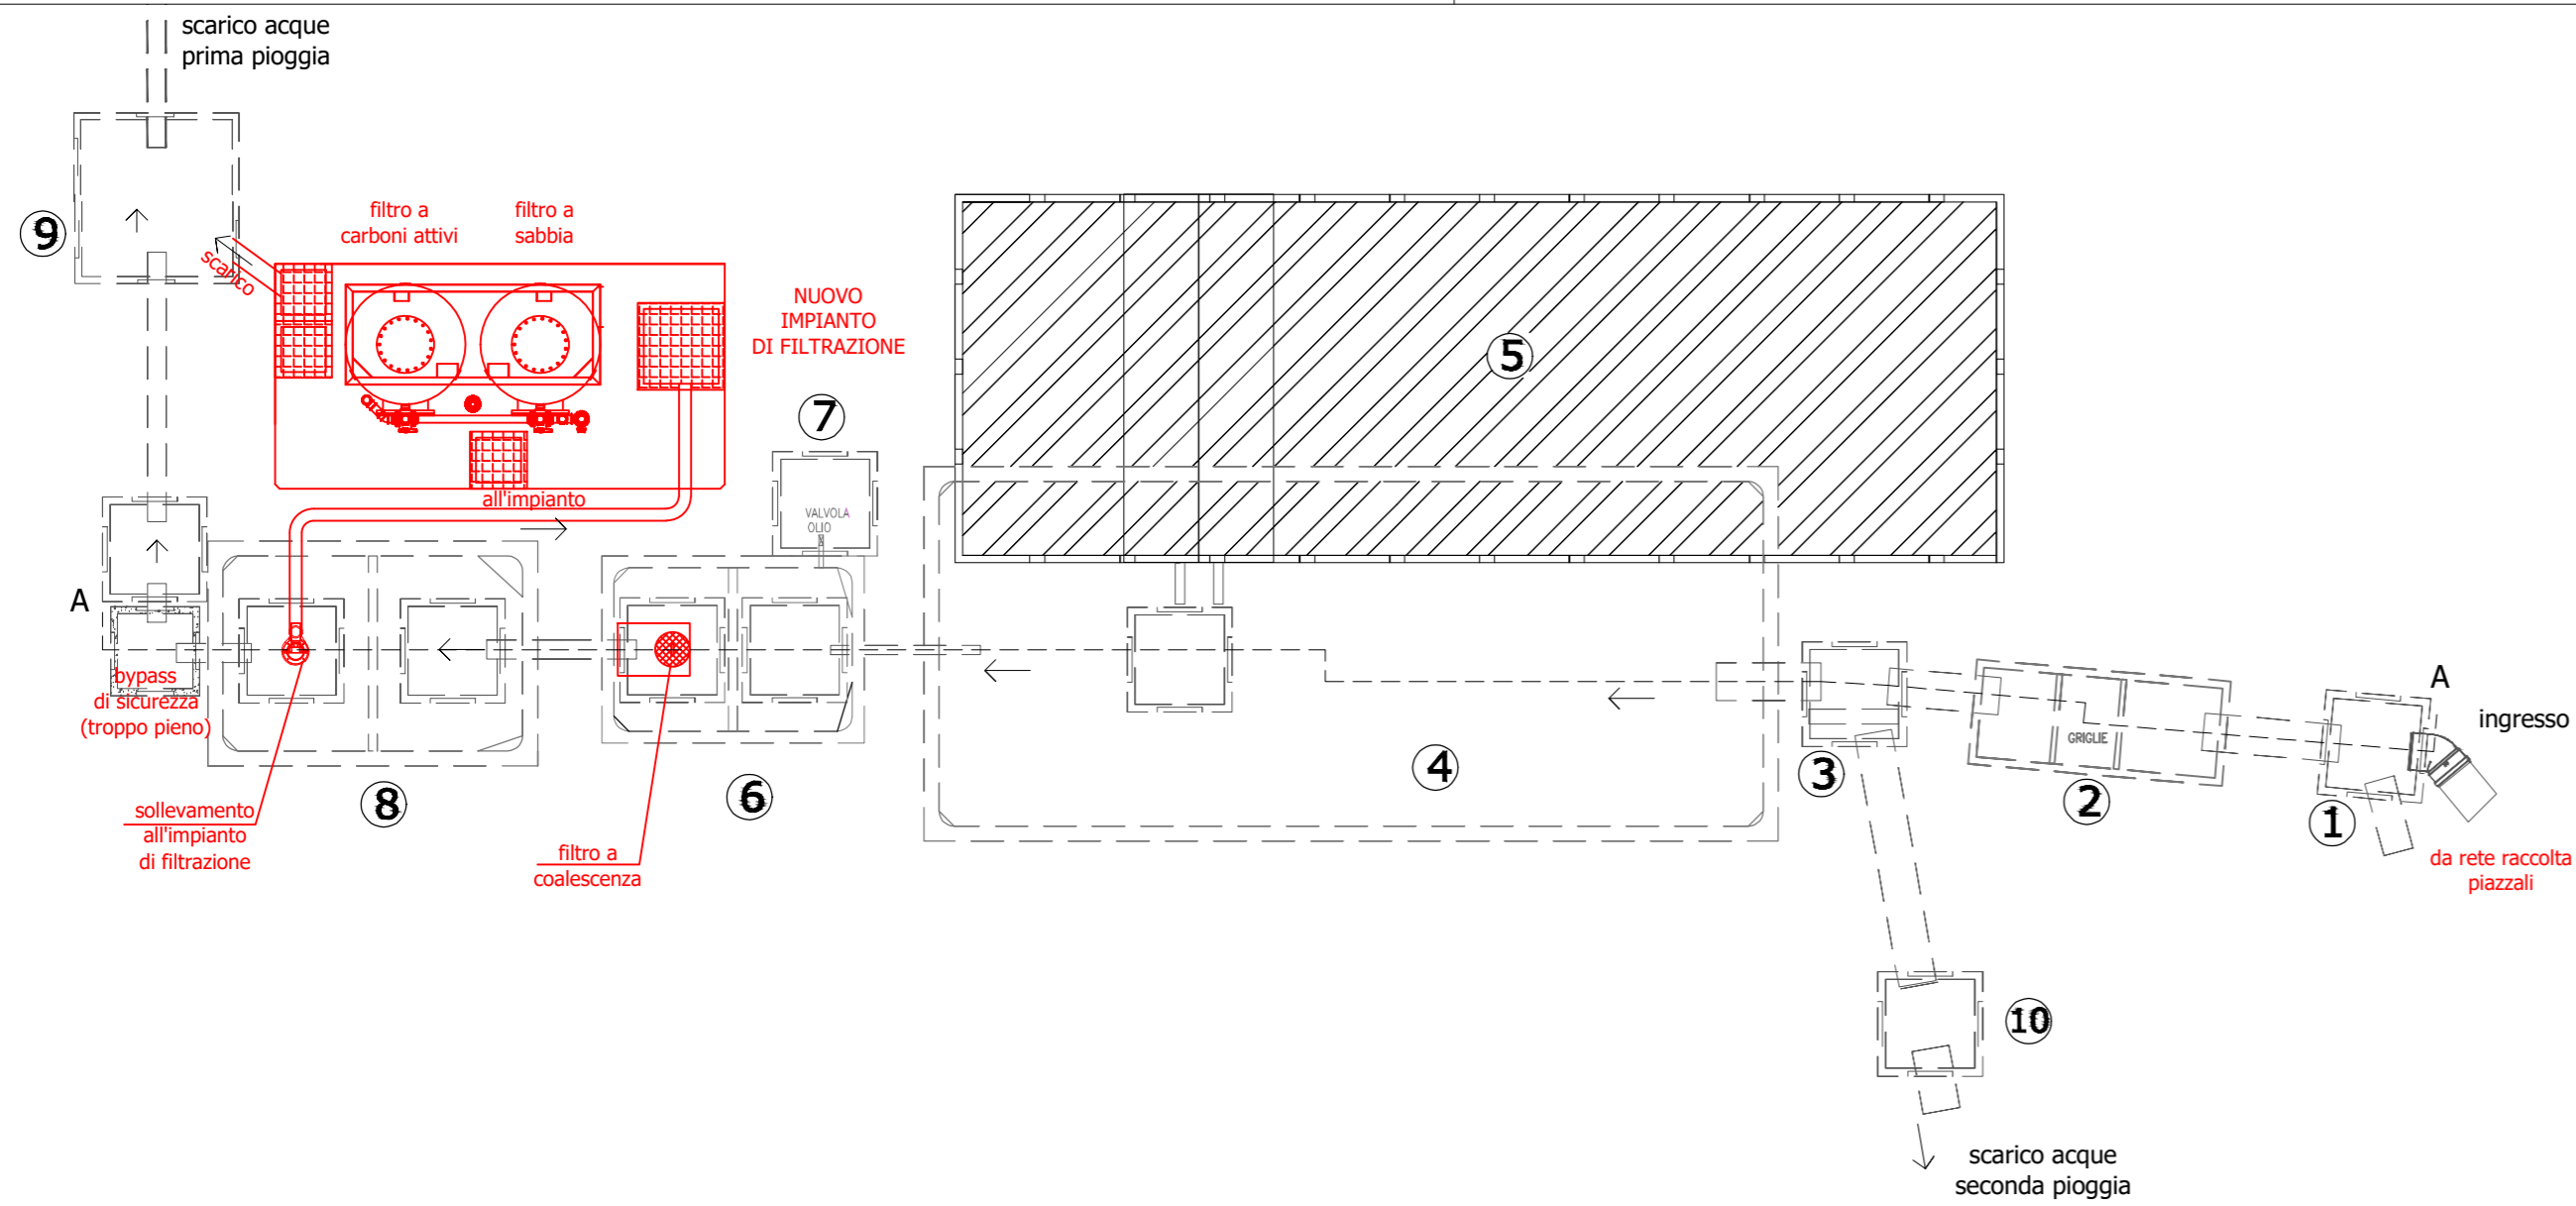 scarico acque
prima pioggia
9
filtro a
carboni attivi
filtro a
sabbia
scarico
NUOVO
IMPIANTO
DI FILTRAZIONE
5
7
all'impianto
VALVOLA
OLIO
A
bypass
di sicurezza
(troppo pieno)
A
ingresso
GRIGLIE
4
3
8
6
2
1
sollevamento
all'impianto
di filtrazione
filtro a
coalescenza
da rete raccolta
piazzali
10
scarico acque
seconda pioggia